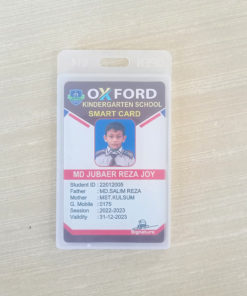 OXFORD
KINDERGARTEN SCHOOL
SMART CARD
MD JUBAER REZA JOY
Student ID : 22012005
Father : MD.SALIM REZA
Mother : MST.KULSUM
G. Mobile : 0175
Session : 2022-2023
Validity : 31-12-2023
Signature